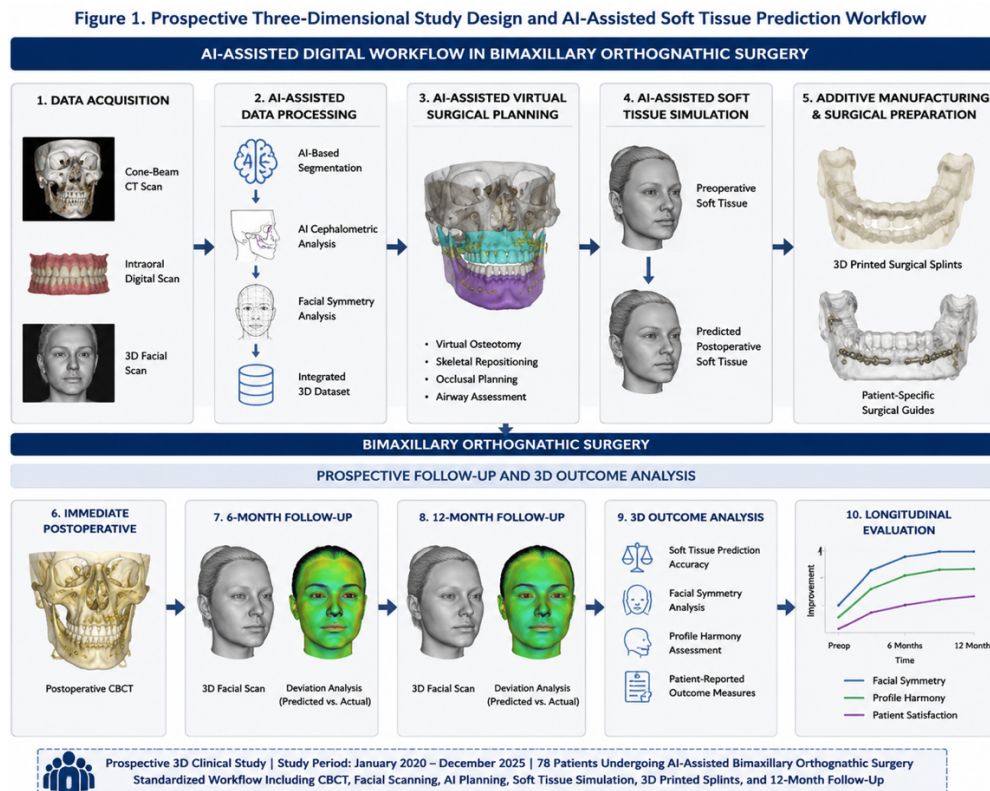 Figure 1. Prospective Three-Dimensional Study Design and AI-Assisted Soft Tissue Prediction Workflow
AI-ASSISTED DIGITAL WORKFLOW IN BIMAXILLARY ORTHOGNATHIC SURGERY
1. DATA ACQUISITION
Cone-Beam
CT Scan
Intraoral
Digital Scan
3D Facial
Scan
2. AI-ASSISTED
DATA PROCESSING
AI-Based
Segmentation
AI Cephalometric
Analysis
Facial Symmetry
Analysis
Integrated
3D Dataset
3. AI-ASSISTED VIRTUAL
SURGICAL PLANNING
• Virtual Osteotomy
• Skeletal Repositioning
• Occlusal Planning
• Airway Assessment
4. AI-ASSISTED SOFT
TISSUE SIMULATION
Preoperative
Soft Tissue
Predicted
Postoperative
Soft Tissue
5. ADDITIVE MANUFACTURING
& SURGICAL PREPARATION
3D Printed Surgical Splints
Patient-Specific
Surgical Guides
BIMAXILLARY ORTHOGNATHIC SURGERY
PROSPECTIVE FOLLOW-UP AND 3D OUTCOME ANALYSIS
6. IMMEDIATE
POSTOPERATIVE
Postoperative CBCT
7. 6-MONTH FOLLOW-UP
3D Facial Scan
Deviation Analysis
(Predicted vs. Actual)
8. 12-MONTH FOLLOW-UP
3D Facial Scan
Deviation Analysis
(Predicted vs. Actual)
9. 3D OUTCOME ANALYSIS
Soft Tissue Prediction
Accuracy
Facial Symmetry
Analysis
Profile Harmony
Assessment
Patient-Reported
Outcome Measures
10. LONGITUDINAL
EVALUATION
Improvement
Preop 6 Months 12 Month
Time
Facial Symmetry
Profile Harmony
Patient Satisfaction
Prospective 3D Clinical Study | Study Period: January 2020 – December 2025 | 78 Patients Undergoing AI-Assisted Bimaxillary Orthognathic Surgery
Standardized Workflow Including CBCT, Facial Scanning, AI Planning, Soft Tissue Simulation, 3D Printed Splints, and 12-Month Follow-Up